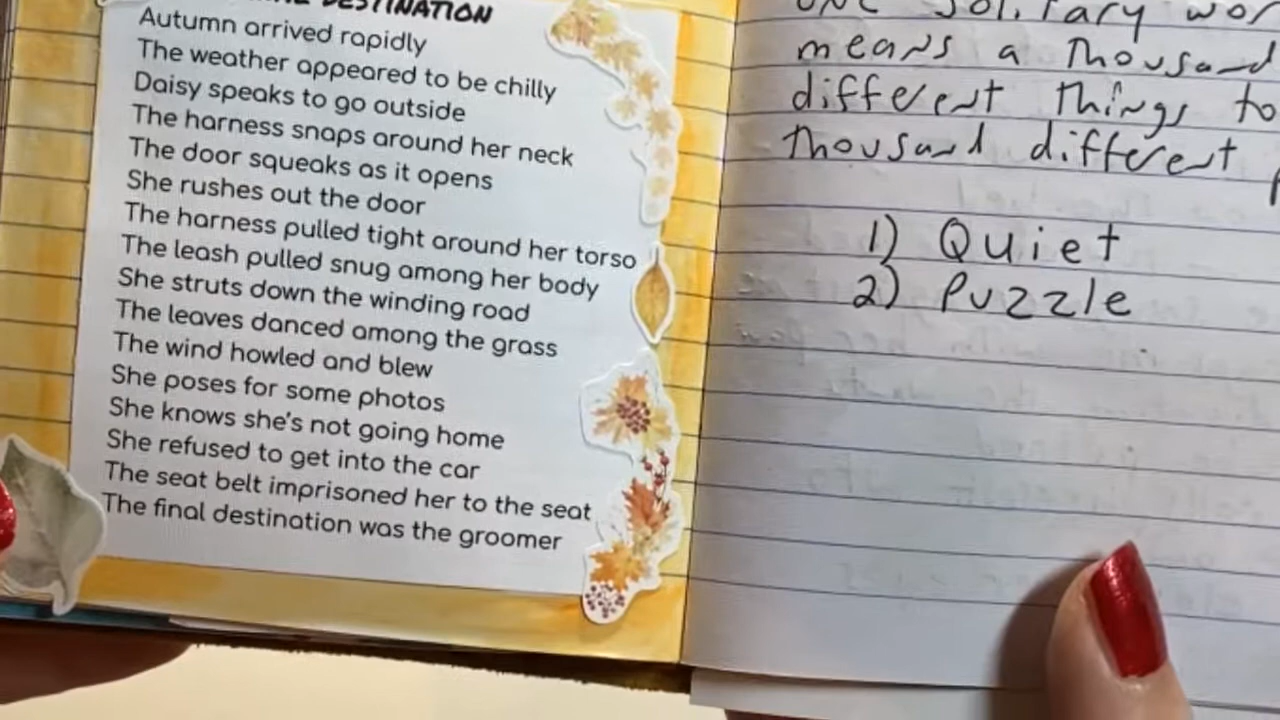 DESTINATION
Autumn arrived rapidly
The weather appeared to be chilly
Daisy speaks to go outside
The harness snaps around her neck
The door squeaks as it opens
She rushes out the door
The harness pulled tight around her torso
The leash pulled snug among her body
She struts down the winding road
The leaves danced among the grass
The wind howled and blew
She poses for some photos
She knows she's not going home
She refused to get into the car
The seat belt imprisoned her to the seat
The final destination was the groomer
one solitary wor
means a thousand
different things to
thousand different
1) Quiet
2) Puzzle